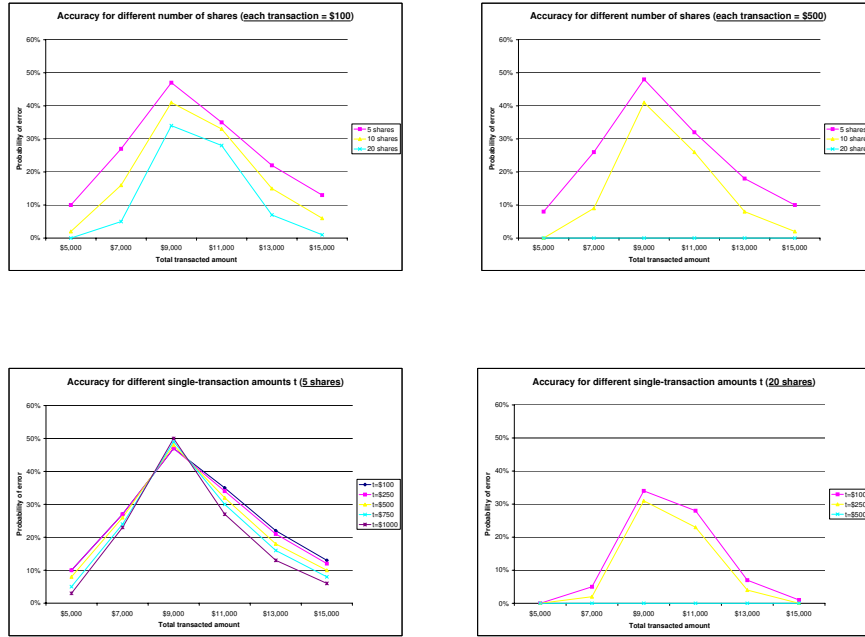 Accuracy for different number of shares (each transaction = $100)
60%
50%
40%
30%
20%
10%
0%
Probability of error
$5,000 $7,000 $9,000 $11,000 $13,000 $15,000
Total transacted amount
5 shares
10 shares
20 shares
Accuracy for different number of shares (each transaction = $500)
60%
50%
40%
30%
20%
10%
0%
Probability of error
$5,000 $7,000 $9,000 $11,000 $13,000 $15,000
Total transacted amount
5 shares
10 shares
20 shares
Accuracy for different single-transaction amounts t (5 shares)
60%
50%
40%
30%
20%
10%
0%
Probability of error
$5,000 $7,000 $9,000 $11,000 $13,000 $15,000
Total transacted amount
t=$100
t=$250
t=$500
t=$750
t=$1000
Accuracy for different single-transaction amounts t (20 shares)
60%
50%
40%
30%
20%
10%
0%
Probability of error
$5,000 $7,000 $9,000 $11,000 $13,000 $15,000
Total transacted amount
t=$100
t=$250
t=$500